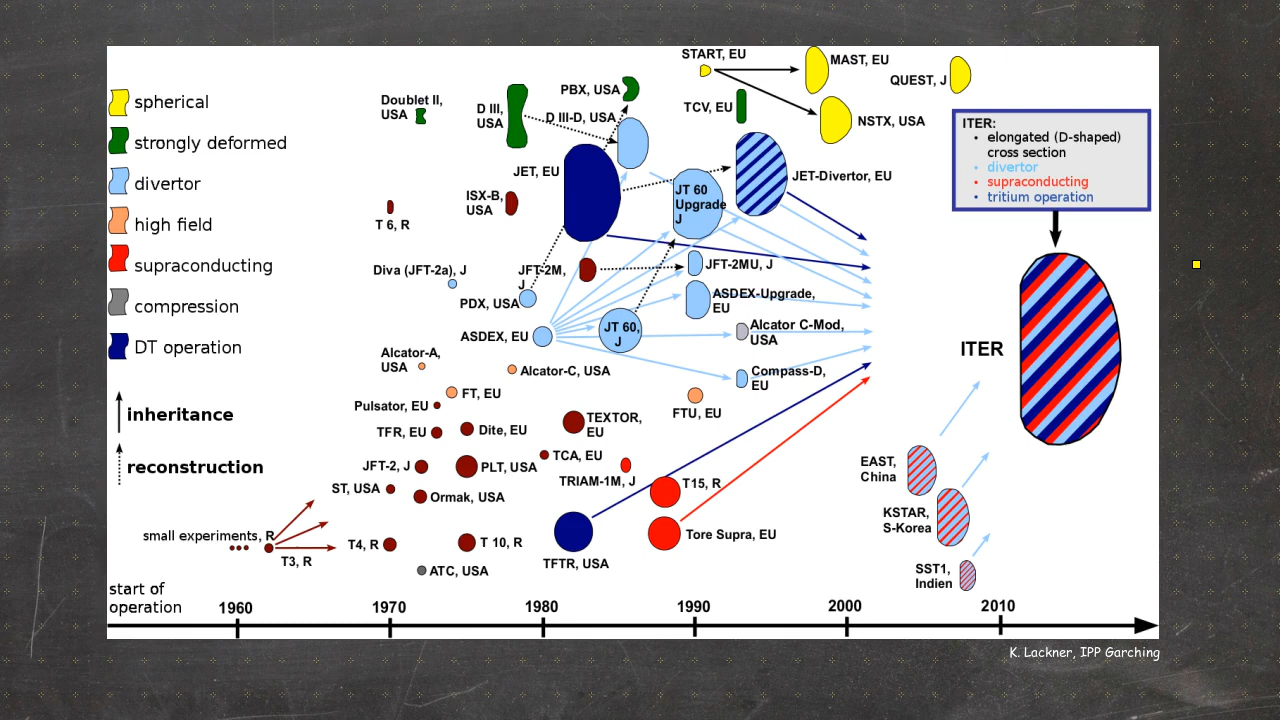 spherical
strongly deformed
divertor
high field
supraconducting
compression
DT operation
inheritance
reconstruction
small experiments, R
T3, R
start of
operation
Doublet II,
USA
D III,
USA
PBX, USA
D III-D, USA
START, EU
MAST, EU
QUEST, J
TCV, EU
NSTX, USA
JET, EU
ISX-B,
USA
T 6, R
JT 60
Upgrade
J
JET-Divertor, EU
Diva (JFT-2a), J
JFT-2M,
J
JFT-2MU, J
PDX, USA
ASDEX-Upgrade,
EU
ASDEX, EU
JT 60,
J
Alcator C-Mod,
USA
Alcator-A,
USA
Alcator-C, USA
Compass-D,
EU
FT, EU
FTU, EU
Pulsator, EU
TFR, EU
Dite, EU
TEXTOR,
EU
JFT-2, J
PLT, USA
TCA, EU
TRIAM-1M, J
T15, R
ST, USA
Ormak, USA
T4, R
T 10, R
TFTR, USA
Tore Supra, EU
ATC, USA
ITER:
• elongated (D-shaped)
cross section
• divertor
• supraconducting
• tritium operation
ITER
EAST,
China
KSTAR,
S-Korea
SST1,
Indien
1960
1970
1980
1990
2000
2010
K. Lackner, IPP Garching